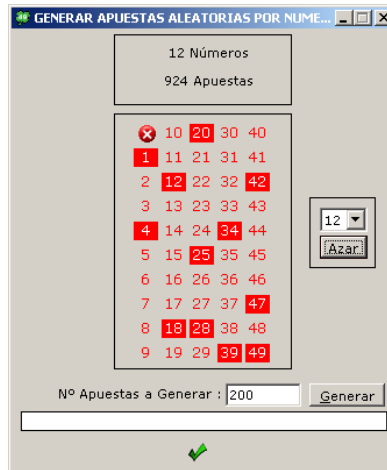 GENERAR APUESTAS ALEATORIAS POR NUME...
12 Números
924 Apuestas
10 20 30 40
1 11 21 31 41
2 12 22 32 42
3 13 23 33 43
4 14 24 34 44
5 15 25 35 45
6 16 26 36 46
7 17 27 37 47
8 18 28 38 48
9 19 29 39 49
12
Azar
Nº Apuestas a Generar : 200 Generar